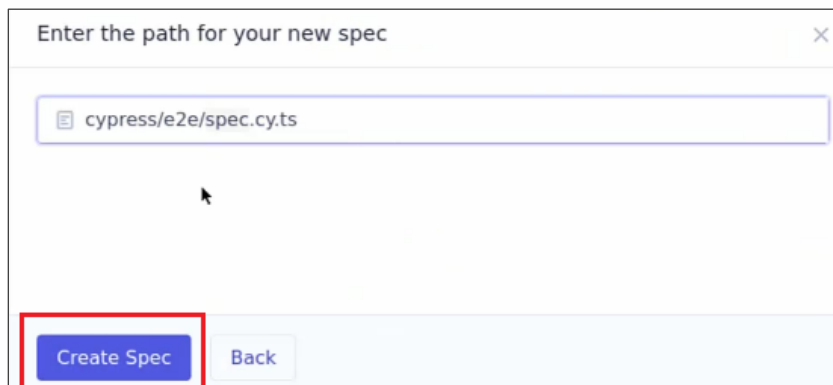 Enter the path for your new spec
cypress/e2e/spec.cy.ts
Create Spec
Back